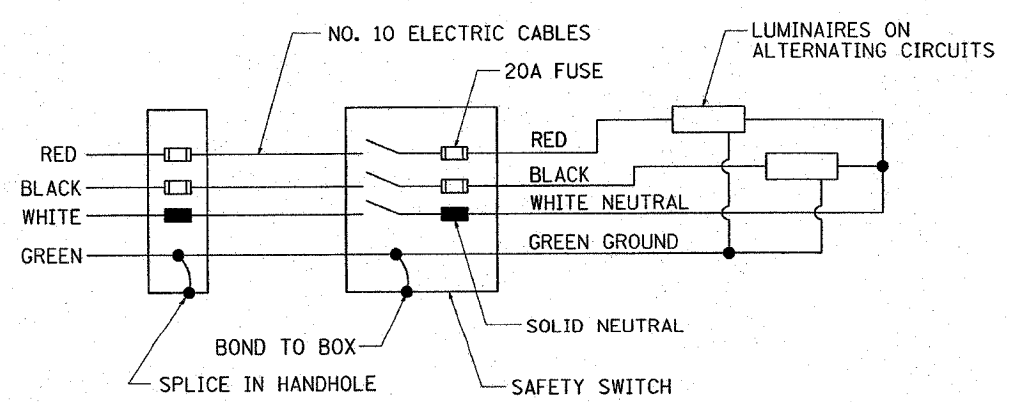 NO. 10 ELECTRIC CABLES
LUMINAIRES ON
ALTERNATING CIRCUITS
20A FUSE
RED
BLACK
WHITE
GREEN
RED
BLACK
WHITE NEUTRAL
GREEN GROUND
SOLID NEUTRAL
BOND TO BOX
SPLICE IN HANDHOLE
SAFETY SWITCH